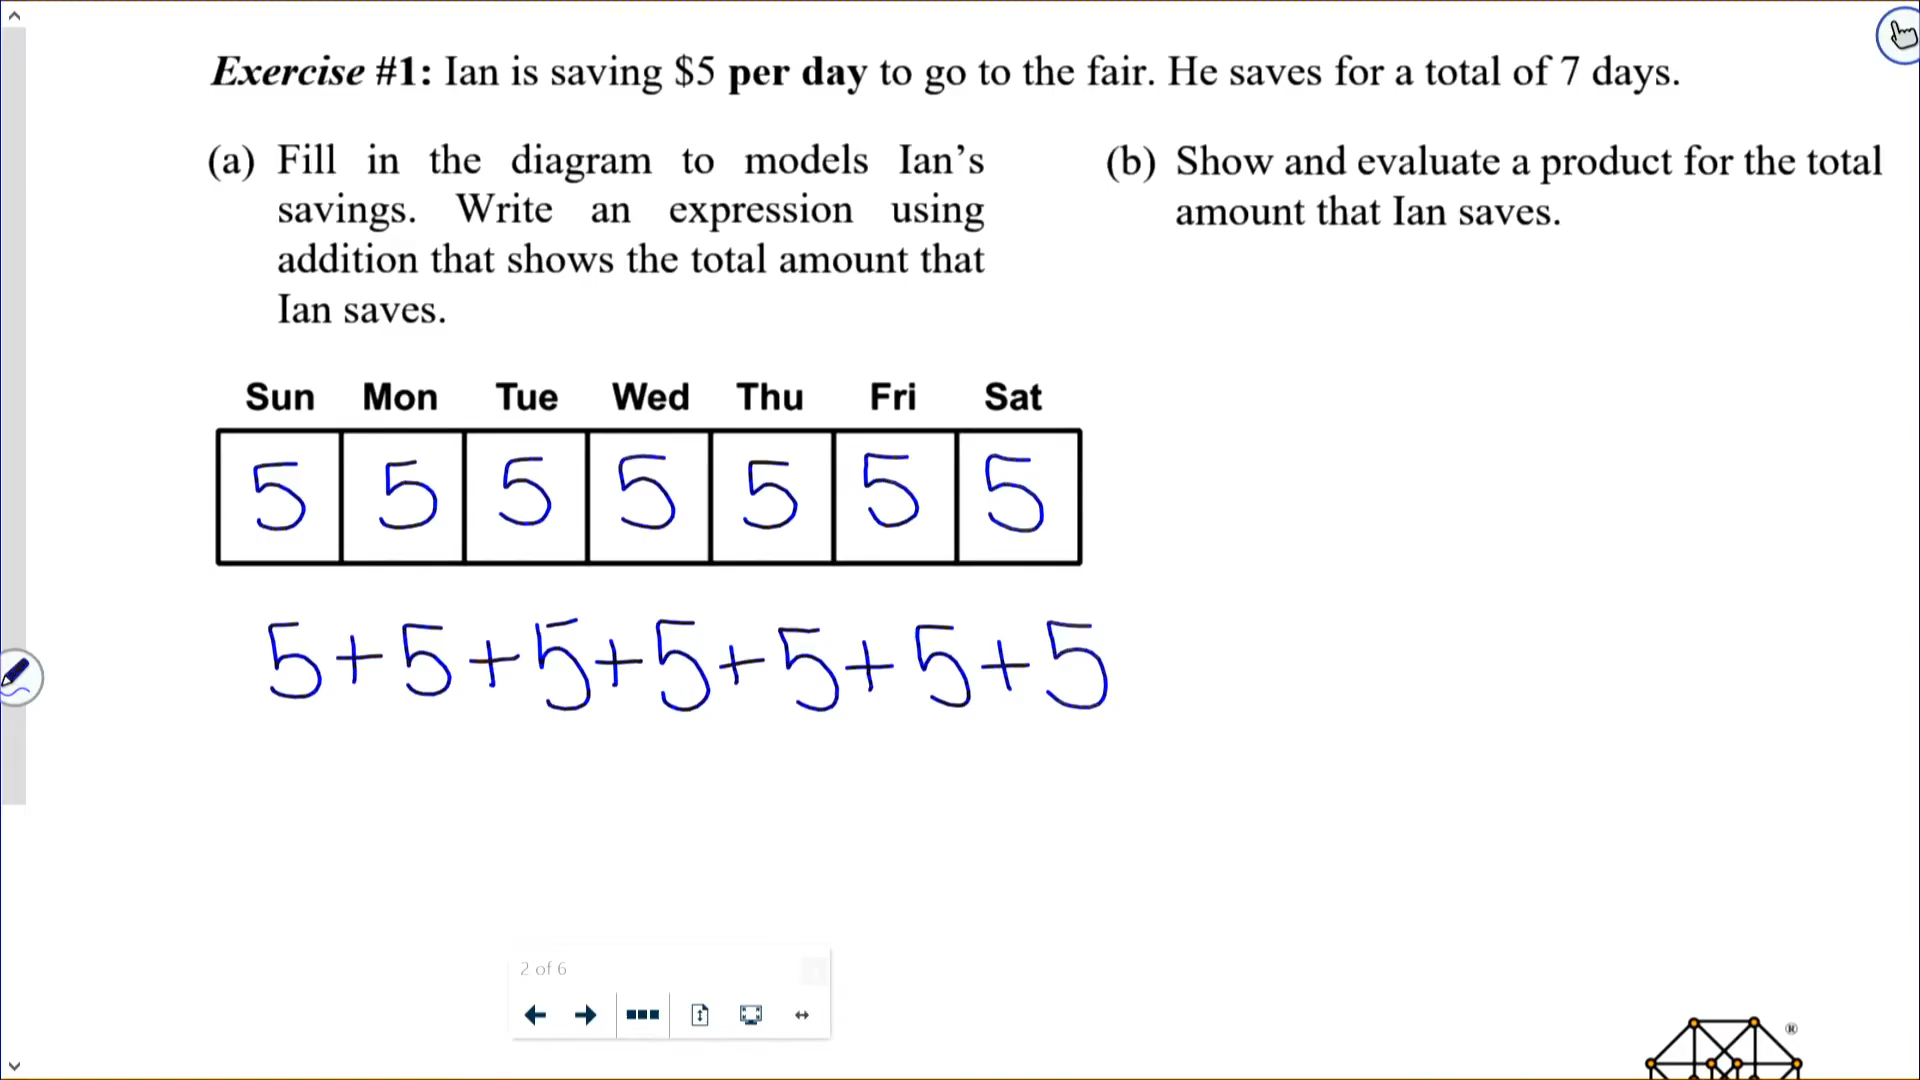 Exercise #1: Ian is saving $5 per day to go to the fair. He saves for a total of 7 days.
(a) Fill in the diagram to models Ian’s
savings. Write an expression using
addition that shows the total amount that
Ian saves.
(b) Show and evaluate a product for the total
amount that Ian saves.
Sun Mon Tue Wed Thu Fri Sat
5 5 5 5 5 5 5
5+5+5+5+5+5+5
2 of 6
®